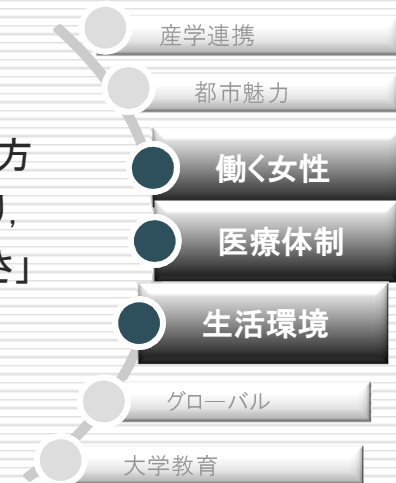 産学連携
都市魅力
方
働く女性
り,
医療体制
さ」
生活環境
グローバル
大学教育